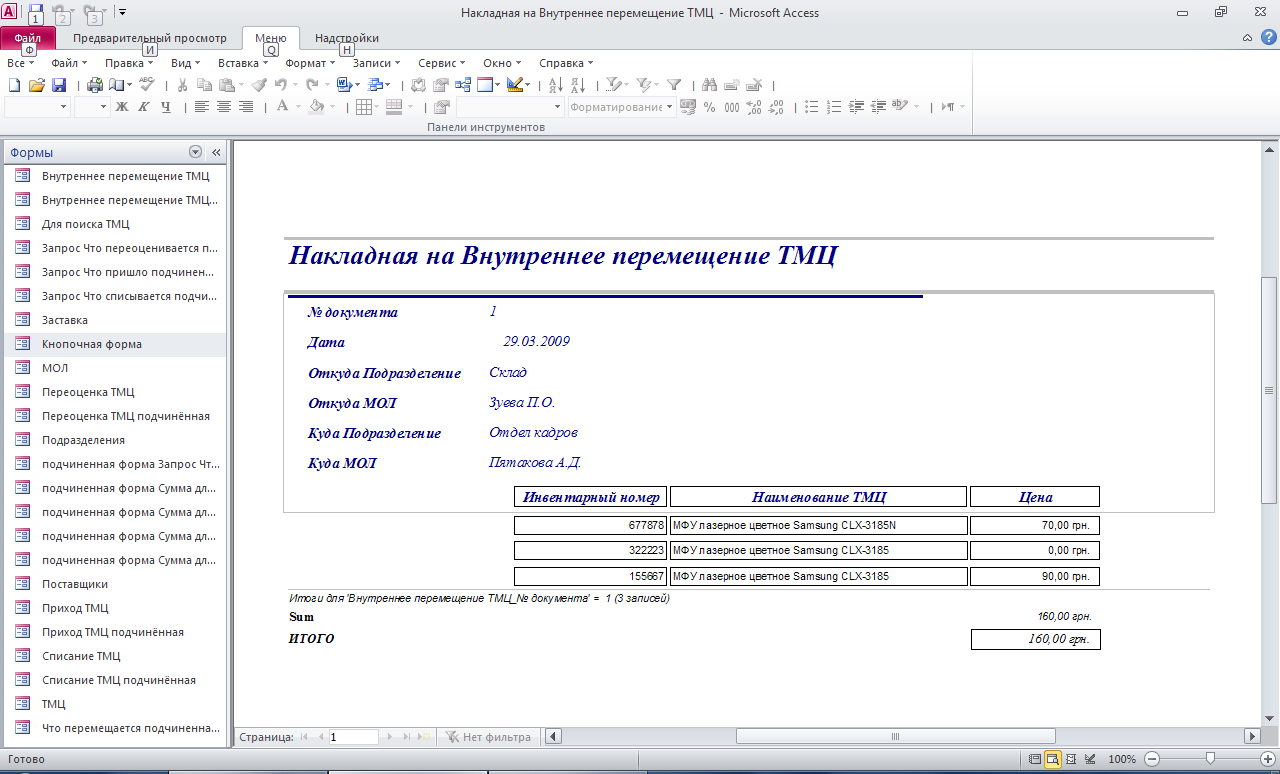 Накладная на Внутреннее перемещение ТМЦ - Microsoft Access
1 2 3
Файл Предварительный просмотр Меню Надстройки
Ф И Q Н
Все Файл Правка Вид Вставка Формат Записи Сервис Окно Справка
Ж К Ч А Форматирование % 000
Панели инструментов
Формы
Внутреннее перемещение ТМЦ
Внутреннее перемещение ТМЦ...
Для поиска ТМЦ
Запрос Что переоценивается п...
Запрос Что пришло подчинен...
Запрос Что списывается подчи...
Заставка
Кнопочная форма
МОЛ
Переоценка ТМЦ
Переоценка ТМЦ подчинённая
Подразделения
подчиненная форма Запрос Чт...
подчиненная форма Сумма дл...
подчиненная форма Сумма дл...
подчиненная форма Сумма дл...
подчиненная форма Сумма дл...
Поставщики
Приход ТМЦ
Приход ТМЦ подчинённая
Списание ТМЦ
Списание ТМЦ подчинённая
ТМЦ
Что перемещается подчиненна...
Накладная на Внутреннее перемещение ТМЦ
№ документа 1
Дата 29.03.2009
Откуда Подразделение Склад
Откуда МОЛ Зуева П.О.
Куда Подразделение Отдел кадров
Куда МОЛ Пятакова А.Д.
Инвентарный номер Наименование ТМЦ Цена
677878 МФУ лазерное цветное Samsung CLX-3185N 70,00 грн.
322223 МФУ лазерное цветное Samsung CLX-3185 0,00 грн.
155667 МФУ лазерное цветное Samsung CLX-3185 90,00 грн.
Итоги для 'Внутреннее перемещение ТМЦ_№ документа' = 1 (3 записей)
Sum 160,00 грн.
ИТОГО 160,00 грн.
Страница: 1 Нет фильтра
Готово 100%